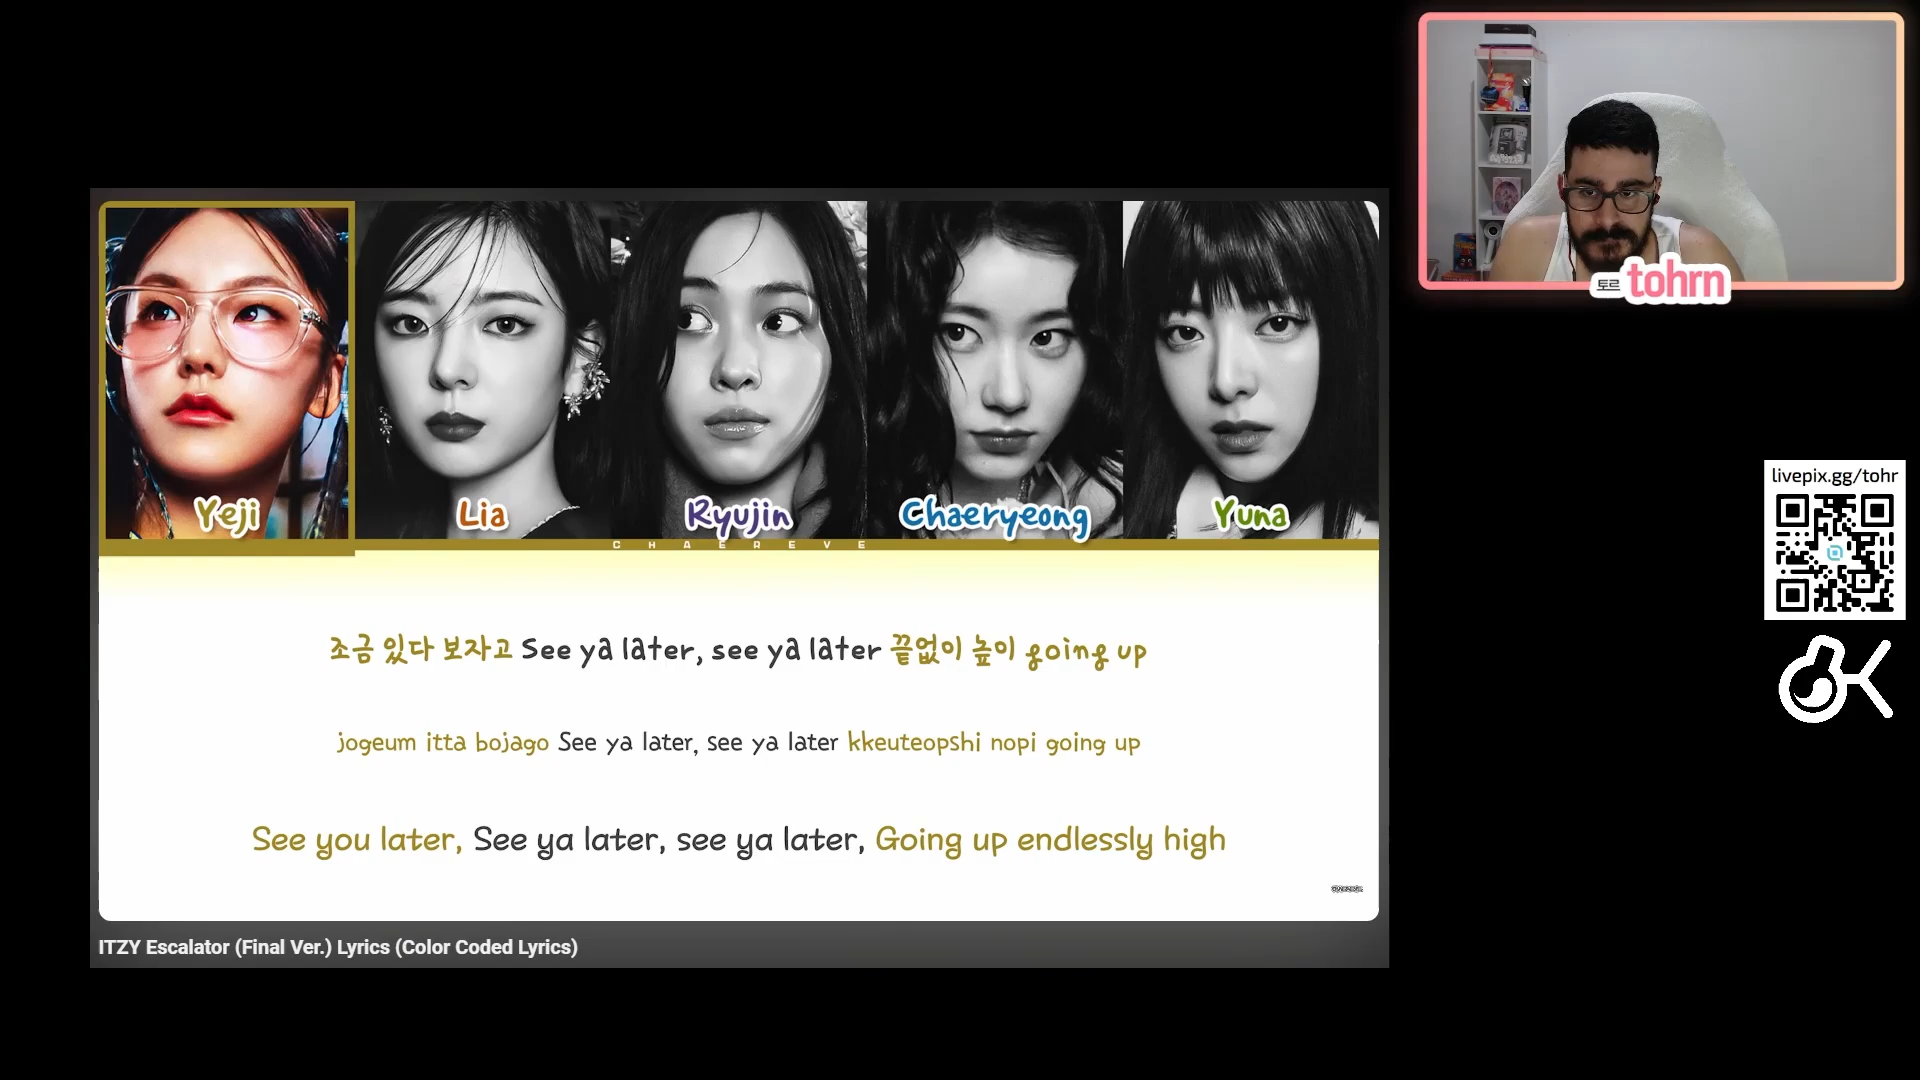 livepix.gg/tohr
토르 tohrn
Yeji
Lia
Ryujin
Chaeryeong
Yuna
CHAEREVE
조금 있다 보자고 See ya later, see ya later 끝없이 높이 going up
jogeum itta bojago See ya later, see ya later kkeuteopshi nopi going up
See you later, See ya later, see ya later, Going up endlessly high
ITZY Escalator (Final Ver.) Lyrics (Color Coded Lyrics)